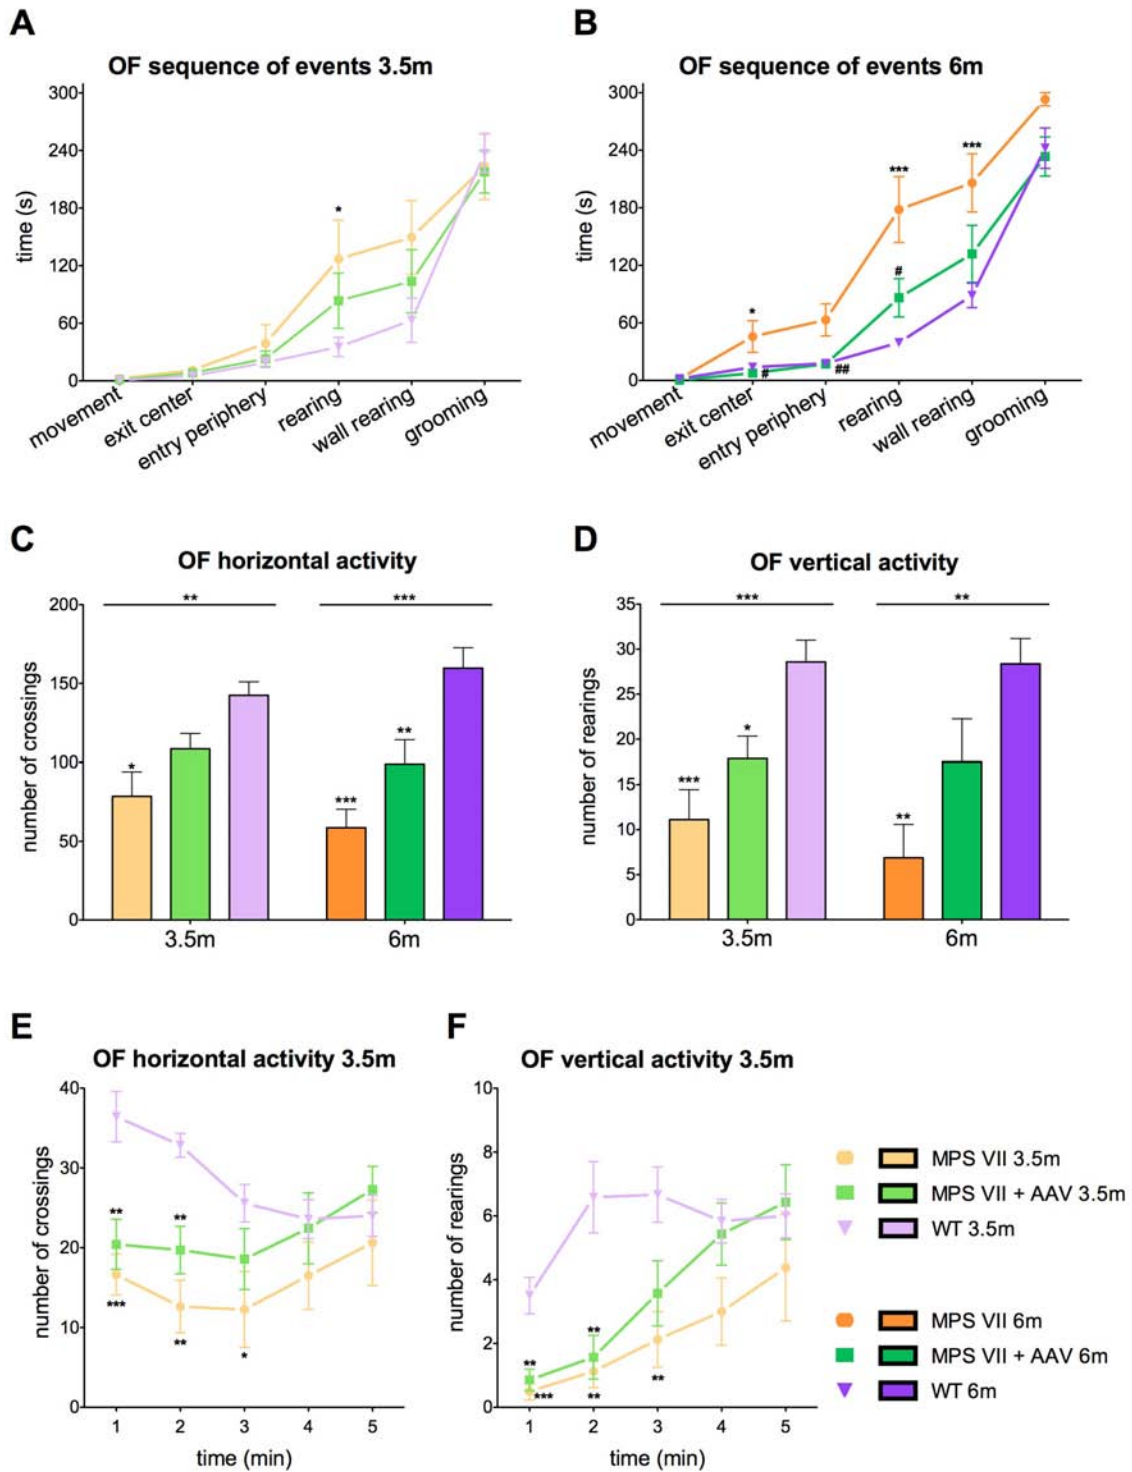 A
OF sequence of events 3.5m
time (s)
300
240
180
120
60
0
*
movement
exit center
entry periphery
rearing
wall rearing
grooming
B
OF sequence of events 6m
time (s)
300
240
180
120
60
0
*
#
##
***
#
***
movement
exit center
entry periphery
rearing
wall rearing
grooming
C
OF horizontal activity
number of crossings
200
150
100
50
0
**
***
*
***
**
3.5m
6m
D
OF vertical activity
number of rearings
35
30
25
20
15
10
5
0
***
**
***
*
**
3.5m
6m
E
OF horizontal activity 3.5m
number of crossings
40
30
20
10
0
**
**
***
**
*
1
2
3
4
5
time (min)
F
OF vertical activity 3.5m
number of rearings
10
8
6
4
2
0
**
**
***
**
**
1
2
3
4
5
time (min)
MPS VII 3.5m
MPS VII + AAV 3.5m
WT 3.5m
MPS VII 6m
MPS VII + AAV 6m
WT 6m